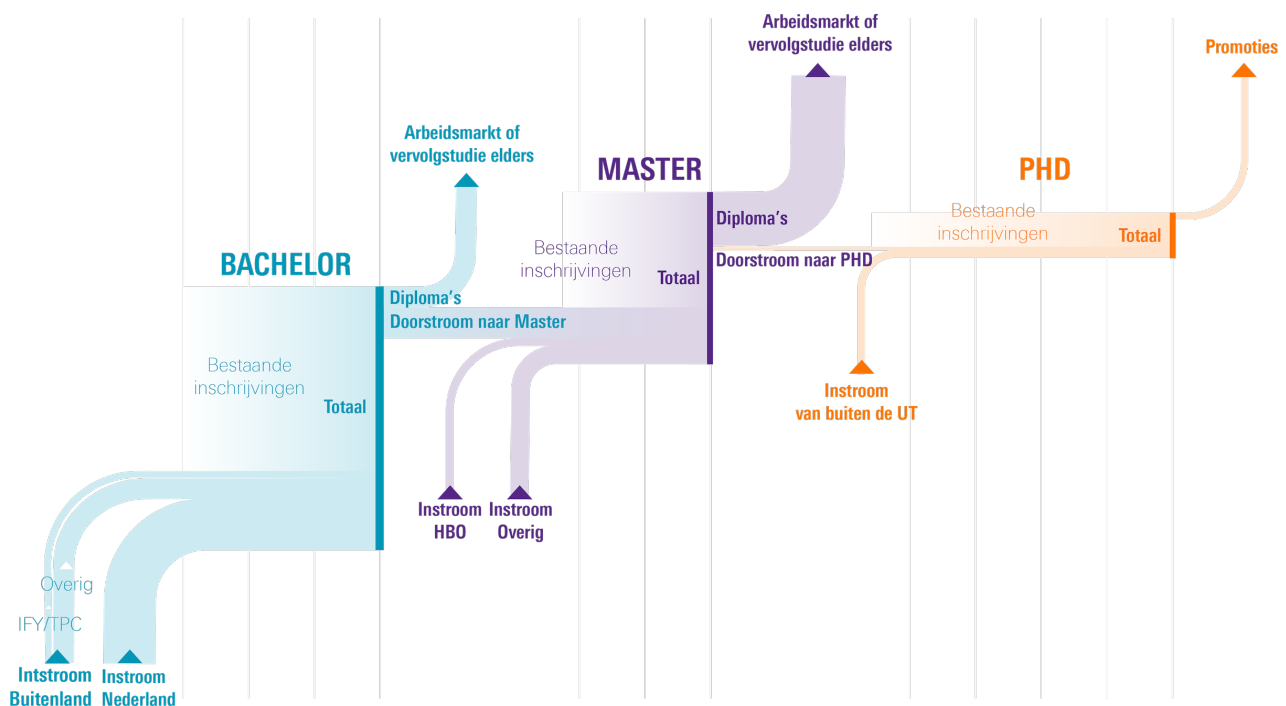 Arbeidsmarkt of
vervolgstudie elders
Promoties
Arbeidsmarkt of
vervolgstudie elders
MASTER
PHD
Diploma's
Bestaande
inschrijvingen
Totaal
Bestaande
inschrijvingen
Totaal
Doorstroom naar PHD
BACHELOR
Diploma's
Doorstroom naar Master
Bestaande
inschrijvingen
Totaal
Instroom
van buiten de UT
Instroom
HBO
Instroom
Overig
Overig
IFY/TPC
Intstroom
Buitenland
Instroom
Nederland